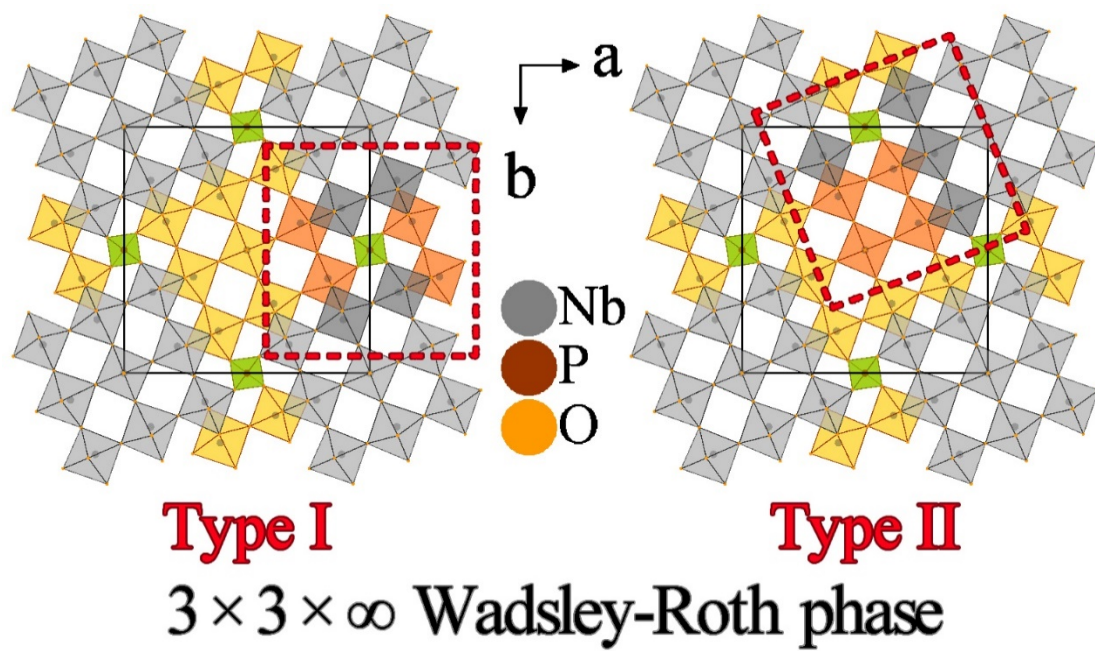 a
b
Nb
P
O
Type I
Type II
3 × 3 × ∞ Wadsley-Roth phase